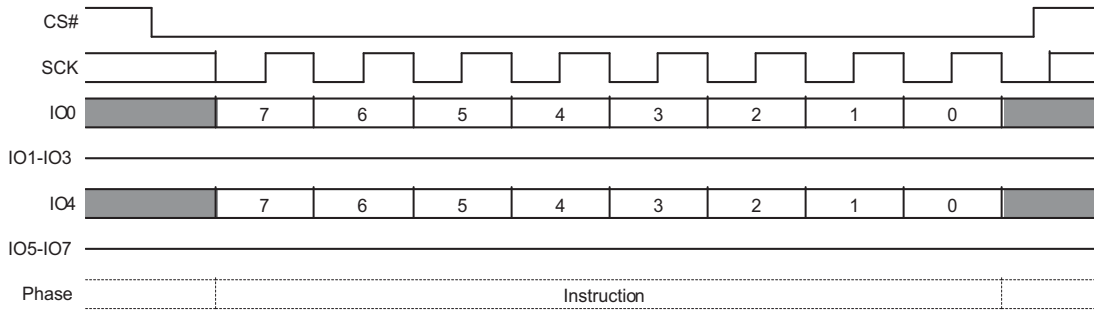 CS#
SCK
IO0 7 6 5 4 3 2 1 0
IO1-IO3
IO4 7 6 5 4 3 2 1 0
IO5-IO7
Phase Instruction